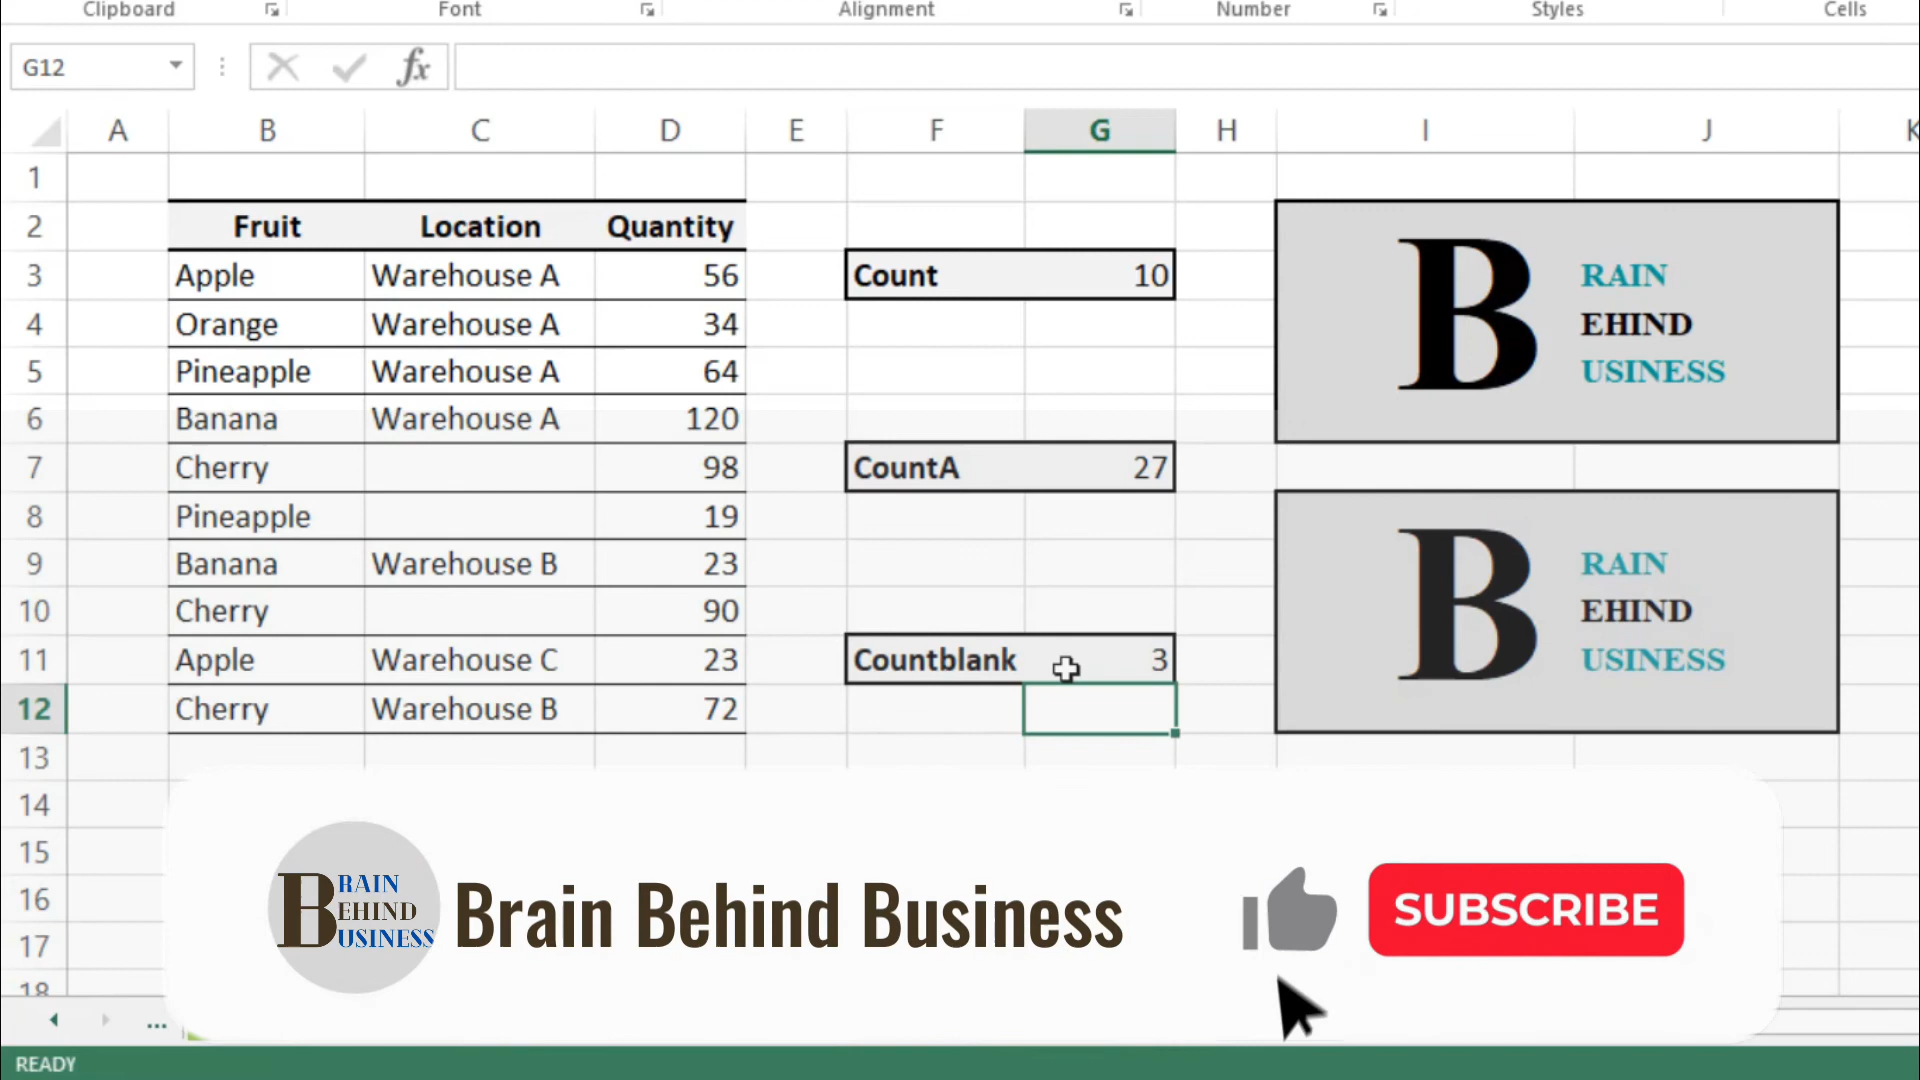 Clipboard Font Alignment Number Styles Cells
G12 fx
A B C D E F G H I J K
1
2 Fruit Location Quantity
3 Apple Warehouse A 56 Count 10
4 Orange Warehouse A 34
5 Pineapple Warehouse A 64
6 Banana Warehouse A 120
7 Cherry 98 CountA 27
8 Pineapple 19
9 Banana Warehouse B 23
10 Cherry 90
11 Apple Warehouse C 23 Countblank 3
12 Cherry Warehouse B 72
B RAIN
EHIND
USINESS
B RAIN
EHIND
USINESS
13
14
15
16
17
18
BRAIN
EHIND
USINESS
Brain Behind Business
SUBSCRIBE
...
READY